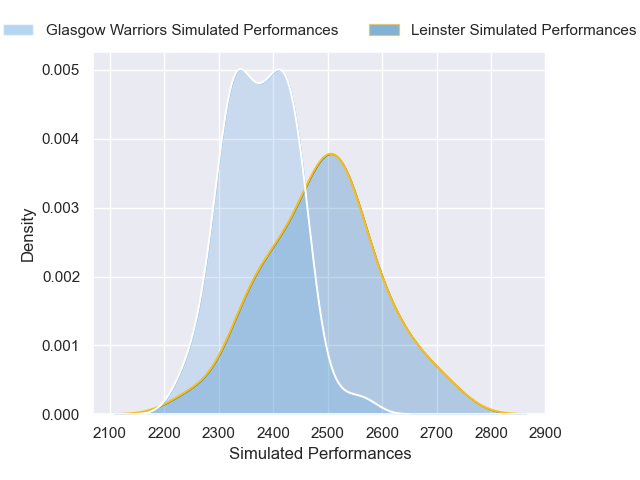 Glasgow Warriors Simulated Performances Leinster Simulated Performances
0.005
0.004
0.003
0.002
0.001
0.000
Density
2100 2200 2300 2400 2500 2600 2700 2800 2900
Simulated Performances